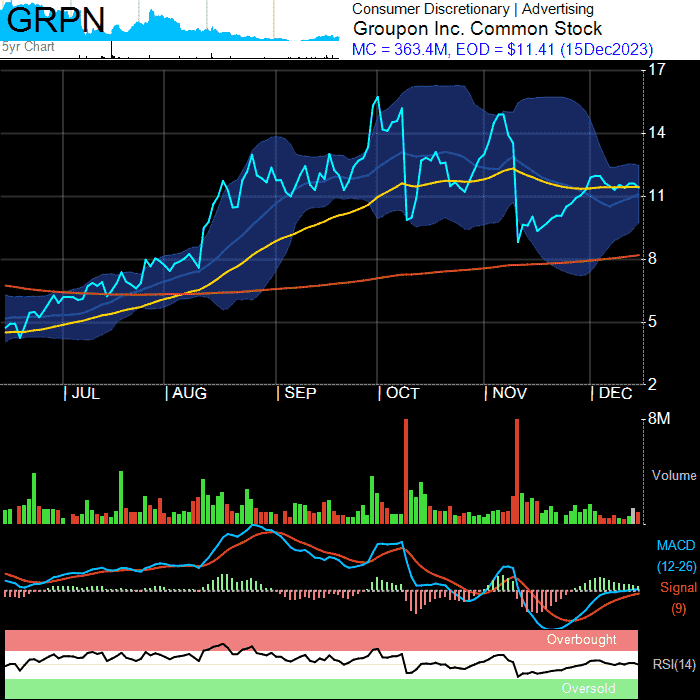 GRPN
5yr Chart
Consumer Discretionary | Advertising
Groupon Inc. Common Stock
MC = 363.4M, EOD = $11.41 (15Dec2023)
17
14
11
8
5
2
| JUL | AUG | SEP | OCT | NOV | DEC
8M
Volume
MACD
(12-26)
Signal
(9)
Overbought
RSI(14)
Oversold